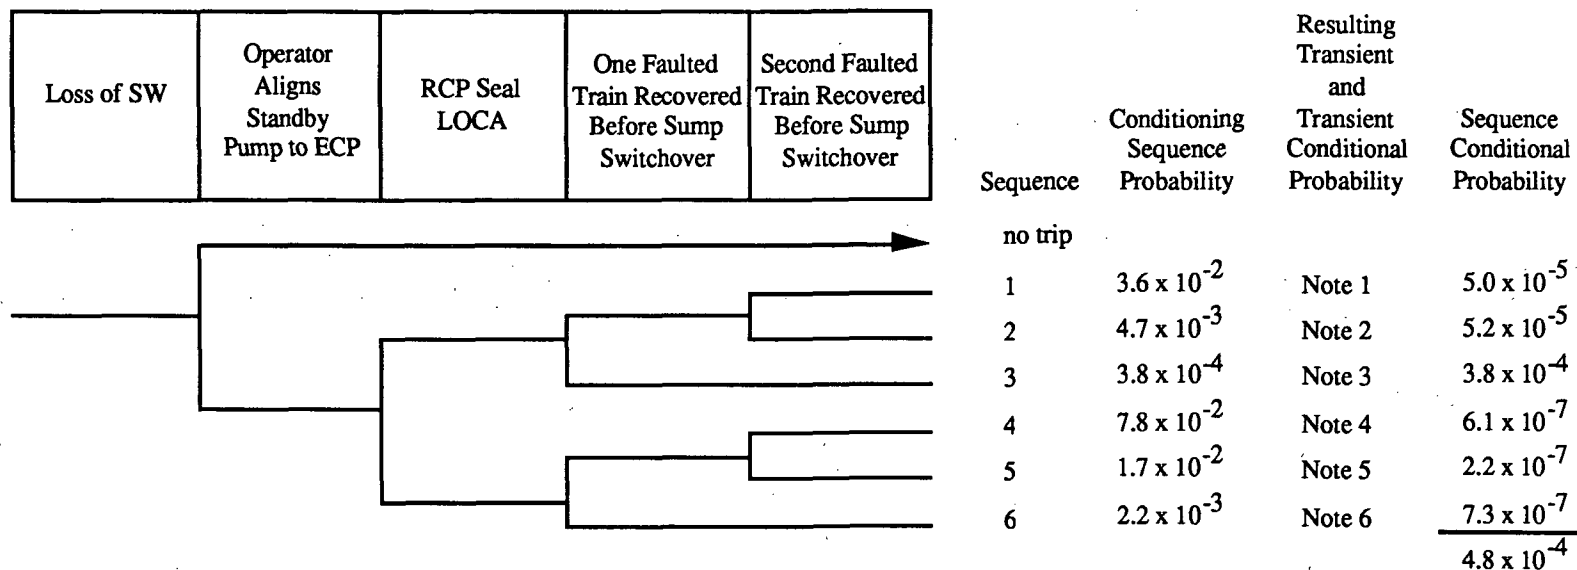 Loss of SW
Operator
Aligns
Standby
Pump to ECP
RCP Seal
LOCA
One Faulted
Train Recovered
Before Sump
Switchover
Second Faulted
Train Recovered
Before Sump
Switchover
Sequence
Conditioning
Sequence
Probability
Resulting
Transient
and
Transient
Conditional
Probability
Sequence
Conditional
Probability
no trip
1 3.6 x 10^-2 Note 1 5.0 x 10^-5
2 4.7 x 10^-3 Note 2 5.2 x 10^-5
3 3.8 x 10^-4 Note 3 3.8 x 10^-4
4 7.8 x 10^-2 Note 4 6.1 x 10^-7
5 1.7 x 10^-2 Note 5 2.2 x 10^-7
6 2.2 x 10^-3 Note 6 7.3 x 10^-7
4.8 x 10^-4